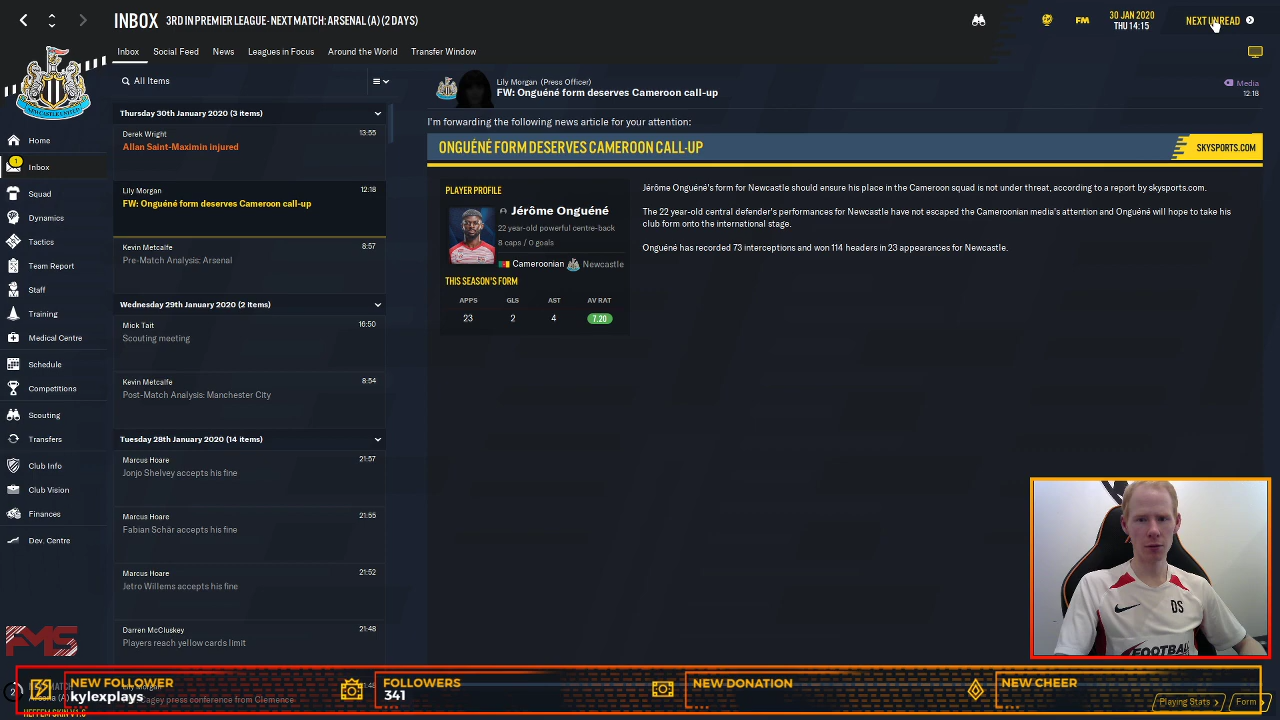 INBOX
3RD IN PREMIER LEAGUE - NEXT MATCH: ARSENAL (A) (2 DAYS)
FM
30 JAN 2020
THU 14:15
NEXT UNREAD
Inbox Social Feed News Leagues in Focus Around the World Transfer Window
NEWCASTLE UNITED
Home
1
Inbox
Squad
Dynamics
Tactics
Team Report
Staff
Training
Medical Centre
Schedule
Competitions
Scouting
Transfers
Club Info
Club Vision
Finances
Dev. Centre
All Items
Thursday 30th January 2020 (3 items)
Derek Wright 13:55
Allan Saint-Maximin injured
Lily Morgan 12:18
FW: Onguéné form deserves Cameroon call-up
Kevin Metcalfe 8:57
Pre-Match Analysis: Arsenal
Wednesday 29th January 2020 (2 items)
Mick Tait 16:50
Scouting meeting
Kevin Metcalfe 8:54
Post-Match Analysis: Manchester City
Tuesday 28th January 2020 (14 items)
Marcus Hoare 21:57
Jonjo Shelvey accepts his fine
Marcus Hoare 21:55
Fabian Schär accepts his fine
Marcus Hoare 21:52
Jetro Willems accepts his fine
Darren McCluskey 21:48
Players reach yellow cards limit
Lily Morgan (Press Officer)
FW: Onguéné form deserves Cameroon call-up
Media
12:18
I'm forwarding the following news article for your attention:
ONGUÉNÉ FORM DESERVES CAMEROON CALL-UP
SKYSPORTS.COM
PLAYER PROFILE
Jérôme Onguéné
22 year-old powerful centre-back
8 caps / 0 goals
Cameroonian Newcastle
THIS SEASON'S FORM
APPS GLS AST AV RAT
23 2 4 7.20
Jérôme Onguéné's form for Newcastle should ensure his place in the Cameroon squad is not under threat, according to a report by skysports.com.
The 22 year-old central defender's performances for Newcastle have not escaped the Cameroonian media's attention and Onguéné will hope to take his
club form onto the international stage.
Onguéné has recorded 73 interceptions and won 114 headers in 23 appearances for Newcastle.
DS
FOOTBAL
FMS
NEW FOLLOWER
kylexplays
FOLLOWERS
341
NEW DONATION
NEW CHEER
press conference from Clemence
Playing Stats
Form